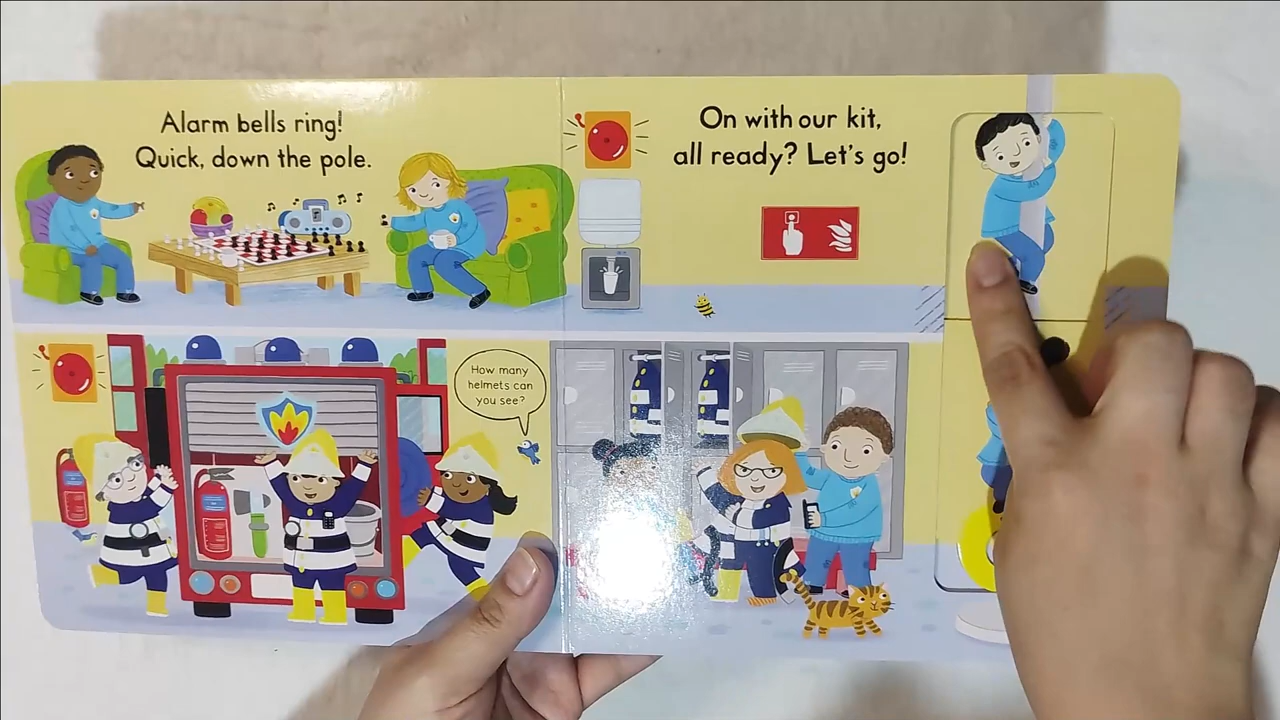 Alarm bells ring!
Quick, down the pole.
On with our kit,
all ready? Let's go!
How many
helmets can
you see?